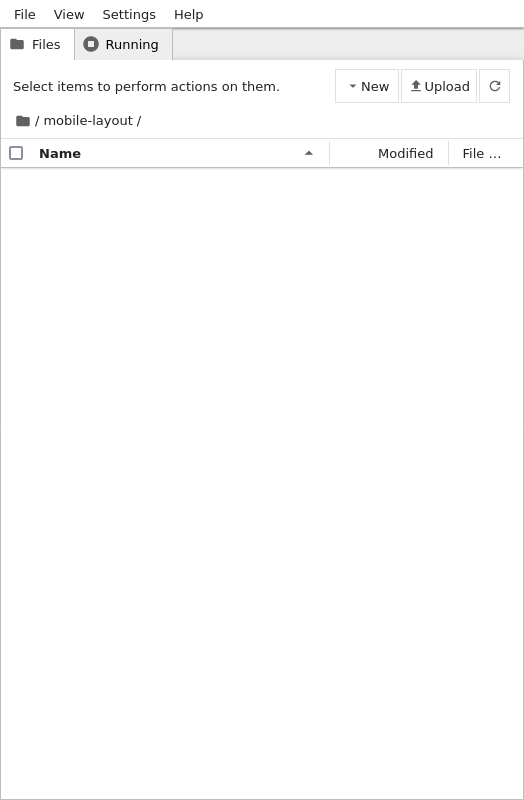 File View Settings Help
Files Running
Select items to perform actions on them. New Upload
/ mobile-layout /
Name Modified File ...